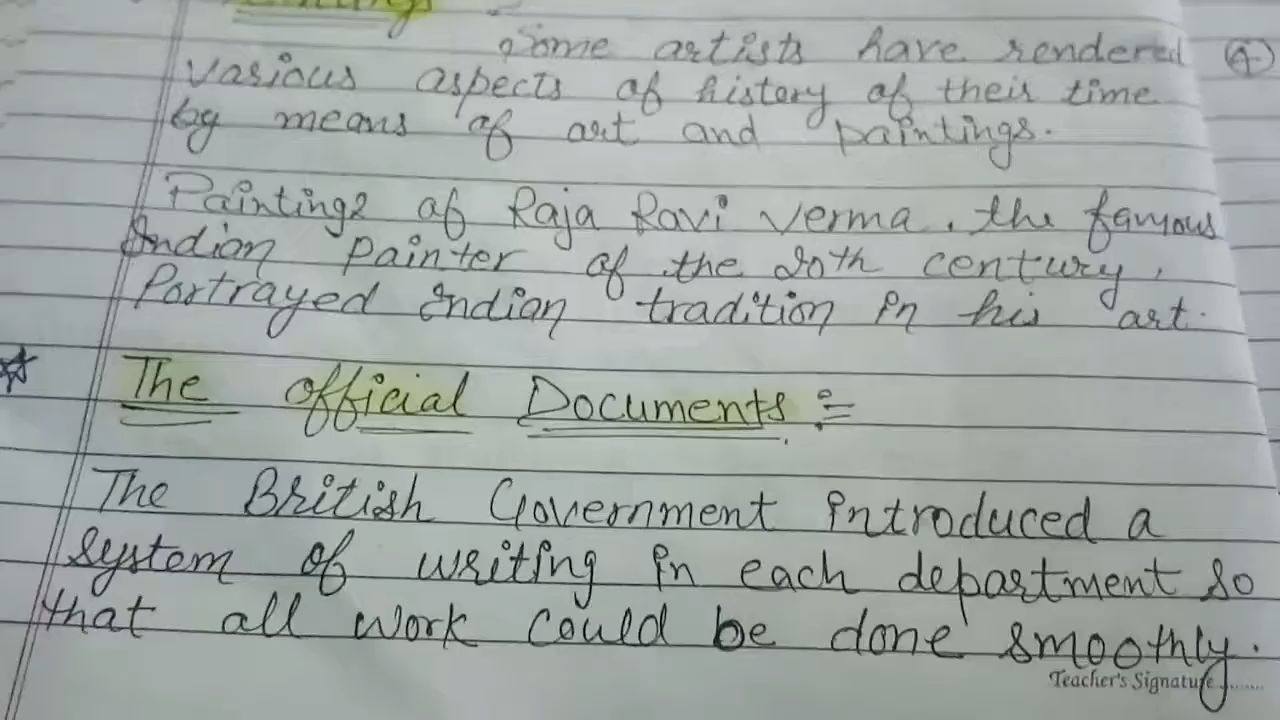 Some artists have rendered
various aspects of history of their time
by means of art and paintings.
Paintings of Raja Ravi Verma, the famous
Indian Painter of the 20th century,
Portrayed Indian tradition in his art.
The Official Documents :=
The British Government introduced a
system of writing in each department so
that all work could be done smoothly.
Teacher's Signature ........